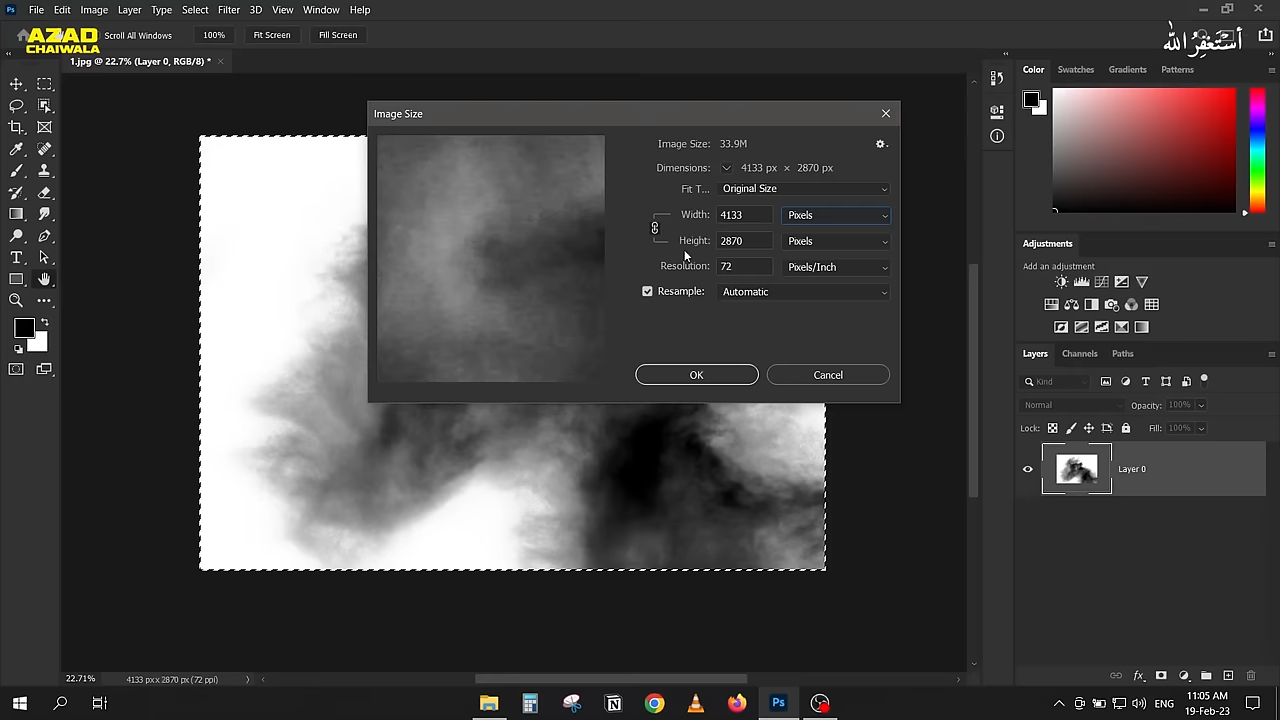 Ps File Edit Image Layer Type Select Filter 3D View Window Help
AZAD
CHAIWALA
Scroll All Windows 100% Fit Screen Fill Screen
أستغفر الله
1.jpg @ 22.7% (Layer 0, RGB/8) * ×
Image Size
Image Size: 33.9M
Dimensions: 4133 px × 2870 px
Fit T... Original Size
Width: 4133 Pixels
Height: 2870 Pixels
Resolution: 72 Pixels/Inch
Resample: Automatic
OK Cancel
Color Swatches Gradients Patterns
Adjustments
Add an adjustment
Layers Channels Paths
Kind
Normal Opacity: 100%
Lock: Fill: 100%
Layer 0
fx
22.71% 4133 px x 2870 px (72 ppi)
Ps
ENG
11:05 AM
19-Feb-23